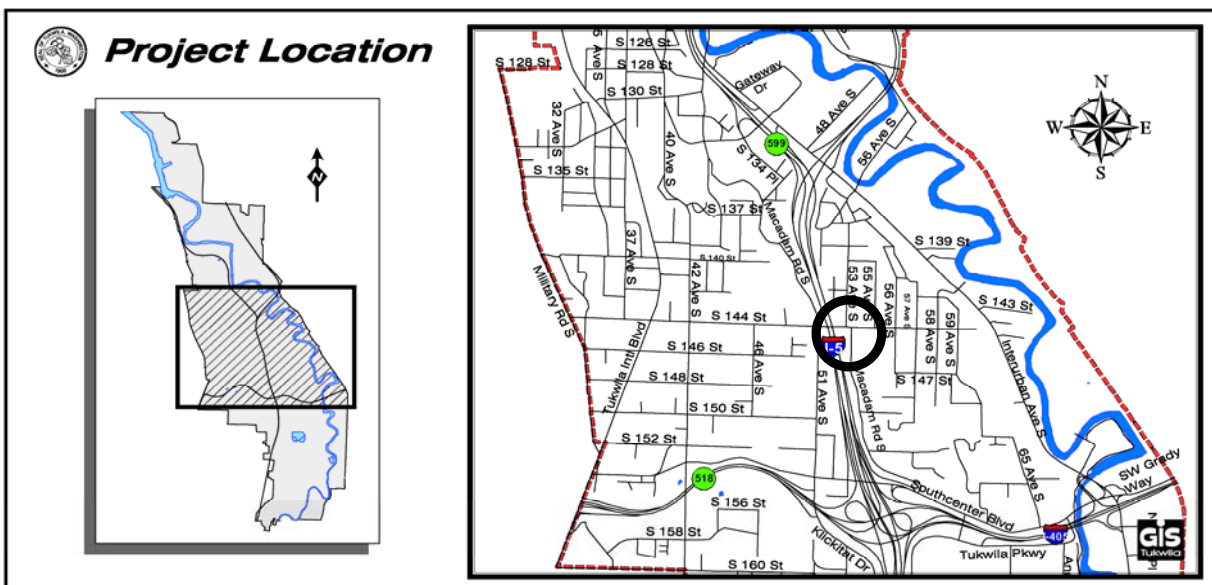 Project Location
SEAL OF TUKWILA, WASHINGTON
1908
N
N
W
E
S
S 126 St
S 128 St
S 128 St
S 130 St
Gateway
Dr
32 Ave S
40 Ave S
48 Ave S
56 Ave S
599
S 134 Pl
S 135 St
S 137 St
Macadam Rd S
S 139 St
37 Ave S
S 140 St
42 Ave S
Military Rd S
53 Ave S
55 Ave S
56 Ave S
57 Ave S
58 Ave S
59 Ave S
S 143 St
S 144 St
I-5
S 146 St
46 Ave S
S 147 St
S 148 St
Tukwila Intl Blvd
51 Ave S
Macadam Rd S
Interurban Ave S
S 150 St
S 152 St
65 Ave S
SW Grady
Way
518
S 156 St
Southcenter Blvd
S 158 St
Klickitat Dr
Tukwila Pkwy
S 160 St
GIS
Tukwila